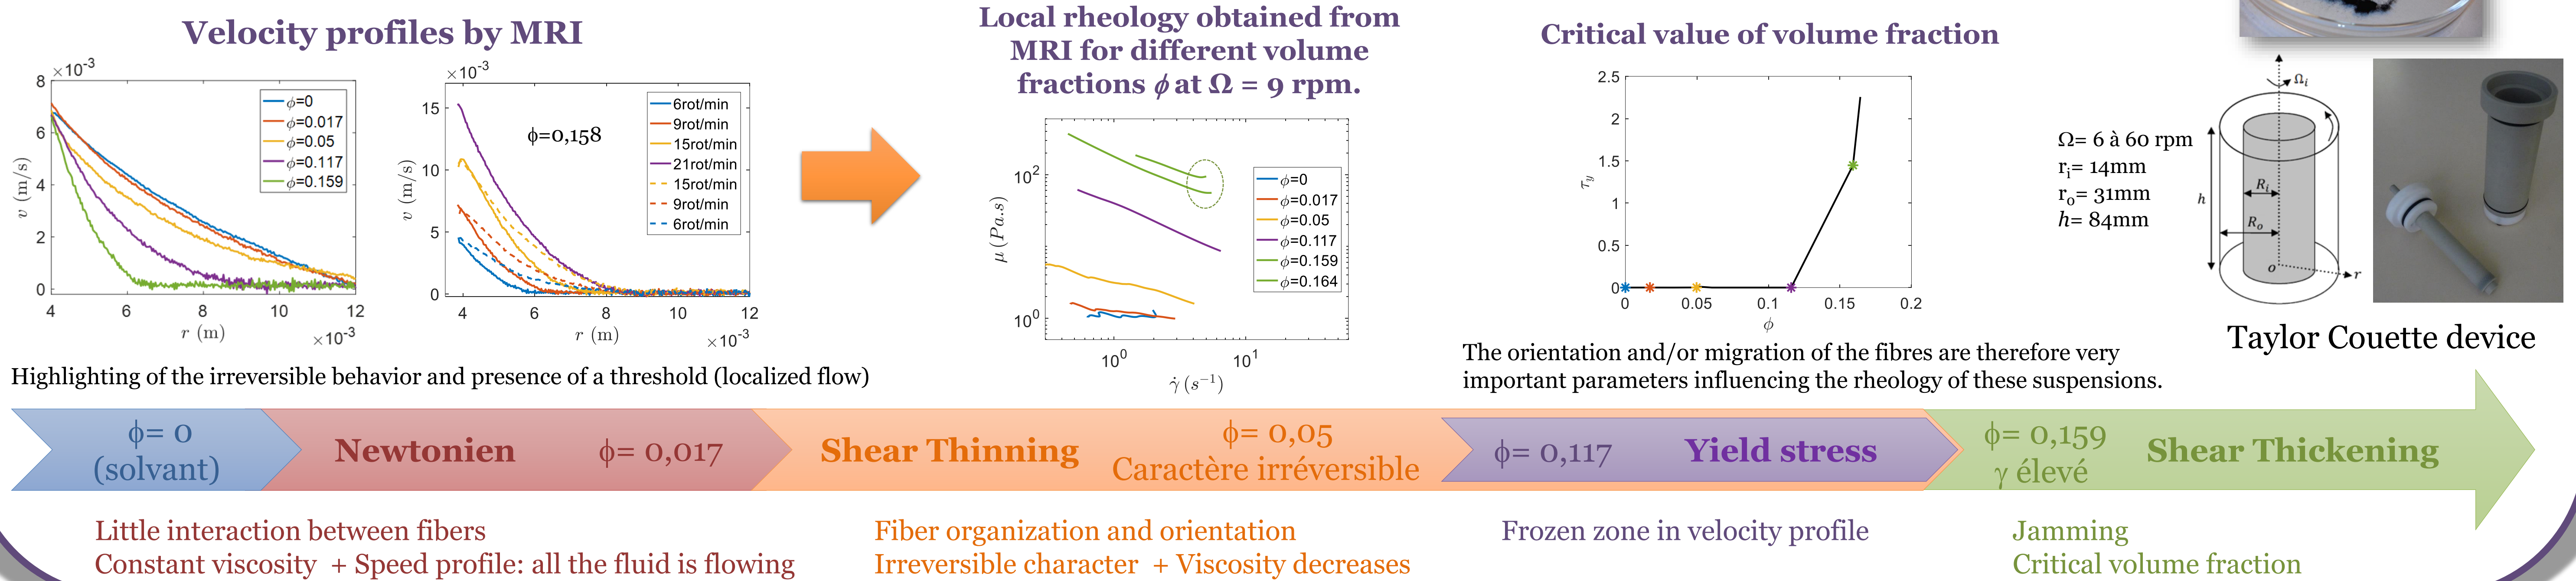 Velocity profiles by MRI
×10⁻³
8
6
4
2
0
v (m/s)
4
6
8
10
12
r (m)
×10⁻³
ϕ=0
ϕ=0.017
ϕ=0.05
ϕ=0.117
ϕ=0.159
×10⁻³
15
10
5
0
v (m/s)
4
6
8
10
12
r (m)
×10⁻³
ϕ=0,158
6rot/min
9rot/min
15rot/min
21rot/min
15rot/min
9rot/min
6rot/min
Highlighting of the irreversible behavior and presence of a threshold (localized flow)
Local rheology obtained from
MRI for different volume
fractions ϕ at Ω = 9 rpm.
10²
10⁰
μ (Pa.s)
10⁰
10¹
γ̇ (s⁻¹)
ϕ=0
ϕ=0.017
ϕ=0.05
ϕ=0.117
ϕ=0.159
ϕ=0.164
Critical value of volume fraction
2.5
2
1.5
1
0.5
0
τy
0
0.05
0.1
0.15
0.2
ϕ
The orientation and/or migration of the fibres are therefore very
important parameters influencing the rheology of these suspensions.
Ω= 6 à 60 rpm
ri= 14mm
ro= 31mm
h= 84mm
Ωi
h
Ri
Ro
o
r
Taylor Couette device
ϕ= 0
(solvant)
Newtonien
ϕ= 0,017
Shear Thinning
ϕ= 0,05
Caractère irréversible
ϕ= 0,117
Yield stress
ϕ= 0,159
γ élevé
Shear Thickening
Little interaction between fibers
Constant viscosity + Speed profile: all the fluid is flowing
Fiber organization and orientation
Irreversible character + Viscosity decreases
Frozen zone in velocity profile
Jamming
Critical volume fraction